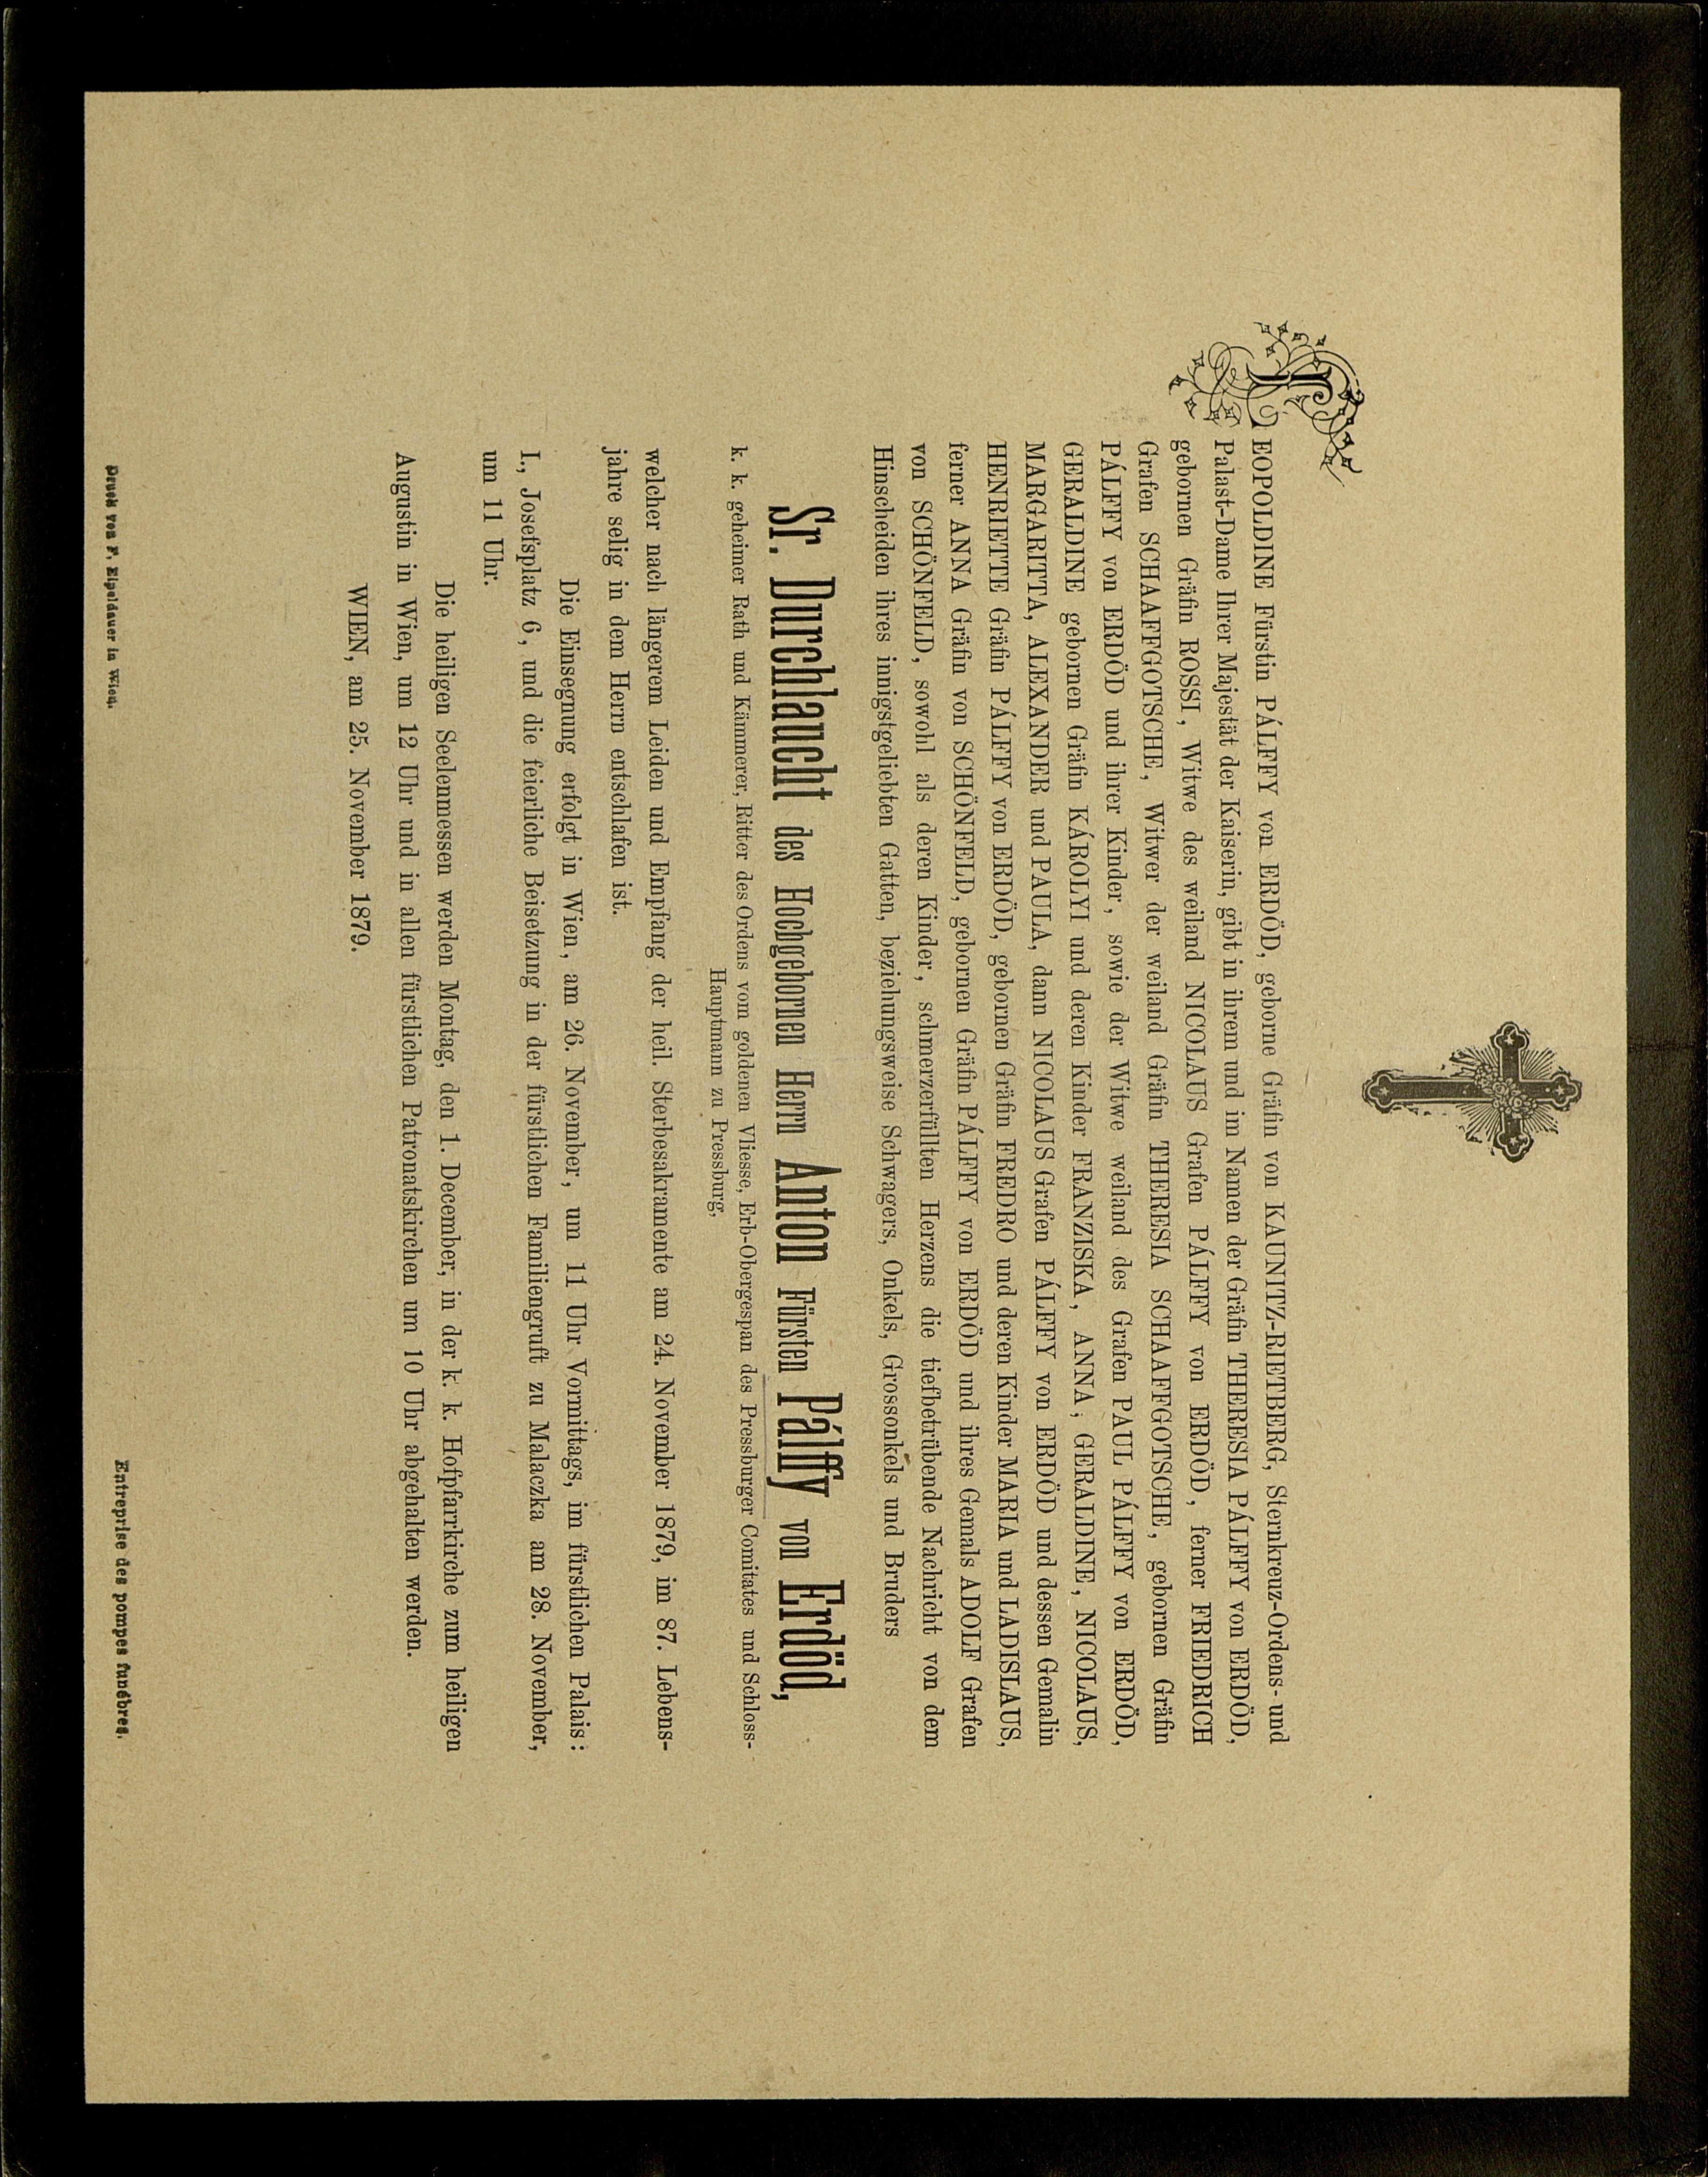 LEOPOLDINE Fürstin PÁLFFY von ERDÖD, geborne Gräfin von KAUNITZ-RIETBERG, Sternkreuz-Ordens- und
Palast-Dame Ihrer Majestät der Kaiserin, gibt in ihrem und im Namen der Gräfin THERESIA PÁLFFY von ERDÖD,
gebornen Gräfin ROSSI, Witwe des weiland NICOLAUS Grafen PÁLFFY von ERDÖD, ferner FRIEDRICH
Grafen SCHAAFFGOTSCHE, Witwer der weiland Gräfin THERESIA SCHAAFFGOTSCHE, gebornen Gräfin
PÁLFFY von ERDÖD und ihrer Kinder, sowie der Witwe weiland des Grafen PAUL PÁLFFY von ERDÖD,
GERALDINE gebornen Gräfin KÁROLYI und deren Kinder FRANZISKA, ANNA, GERALDINE, NICOLAUS,
MARGARITTA, ALEXANDER und PAULA, dann NICOLAUS Grafen PÁLFFY von ERDÖD und dessen Gemalin
HENRIETTE Gräfin PÁLFFY von ERDÖD, gebornen Gräfin FREDRO und deren Kinder MARIA und LADISLAUS,
ferner ANNA Gräfin von SCHÖNFELD, gebornen Gräfin PÁLFFY von ERDÖD und ihres Gemals ADOLF Grafen
von SCHÖNFELD, sowohl als deren Kinder, schmerzerfüllten Herzens die tiefbetrübende Nachricht von dem
Hinscheiden ihres innigstgeliebten Gatten, beziehungsweise Schwagers, Onkels, Grossonkels und Bruders
Sr. Durchlaucht des Hochgebornen Herrn Anton Fürsten Pálffy von Erdöd,
k. k. geheimer Rath und Kämmerer, Ritter des Ordens vom goldenen Vliesse, Erb-Obergespan des Pressburger Comitates und Schloss-
Hauptmann zu Pressburg,
welcher nach längerem Leiden und Empfang der heil. Sterbesakramente am 24. November 1879, im 87. Lebens-
jahre selig in dem Herrn entschlafen ist.
Die Einsegnung erfolgt in Wien, am 26. November, um 11 Uhr Vormittags, im fürstlichen Palais:
I., Josefsplatz 6, und die feierliche Beisetzung in der fürstlichen Familiengruft zu Malaczka am 28. November,
um 11 Uhr.
Die heiligen Seelenmessen werden Montag, den 1. December, in der k. k. Hofpfarrkirche zum heiligen
Augustin in Wien, um 12 Uhr und in allen fürstlichen Patronatskirchen um 10 Uhr abgehalten werden.
WIEN, am 25. November 1879.
Druck von F. Eipeldauer in Wien.
Entreprise des pompes funèbres.